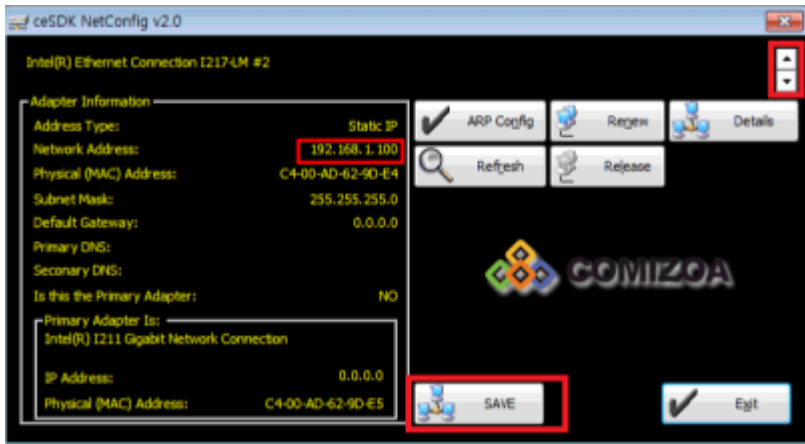 ceSDK NetConfig v2.0
Intel(R) Ethernet Connection I217-LM #2
Adapter Information
Address Type: Static IP
Network Address: 192.168.1.100
Physical (MAC) Address: C4-00-AD-62-9D-E4
Subnet Mask: 255.255.255.0
Default Gateway: 0.0.0.0
Primary DNS:
Seconary DNS:
Is this the Primary Adapter: NO
Primary Adapter Is:
Intel(R) I211 Gigabit Network Connection
IP Address: 0.0.0.0
Physical (MAC) Address: C4-00-AD-62-9D-E5
ARP Config
Renew
Details
Refresh
Release
COMIZOA
SAVE
Exit